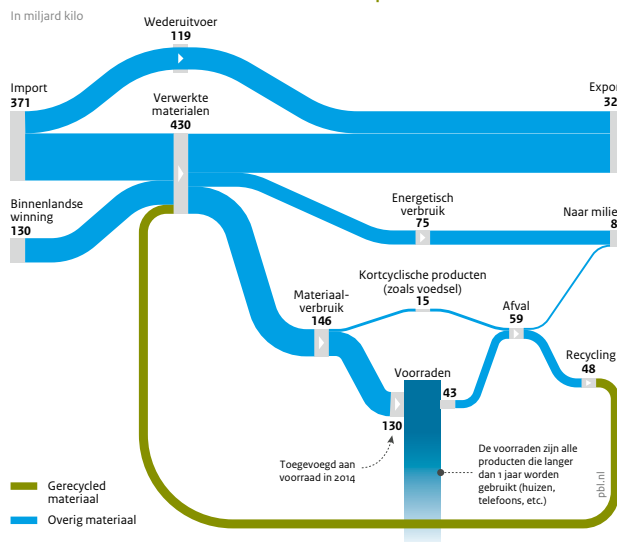 In miljard kilo
Wederuitvoer
119
Import
371
Verwerkte
materialen
430
Binnenlandse
winning
130
Energetisch
verbruik
75
Kortcyclische producten
(zoals voedsel)
15
Materiaal-
verbruik
146
Afval
59
Recycling
48
Voorraden
43
130
Toegevoegd aan
voorraad in 2014
De voorraden zijn alle
producten die langer
dan 1 jaar worden
gebruikt (huizen,
telefoons, etc.)
Gerecycled
materiaal
Overig materiaal
pbl.nl